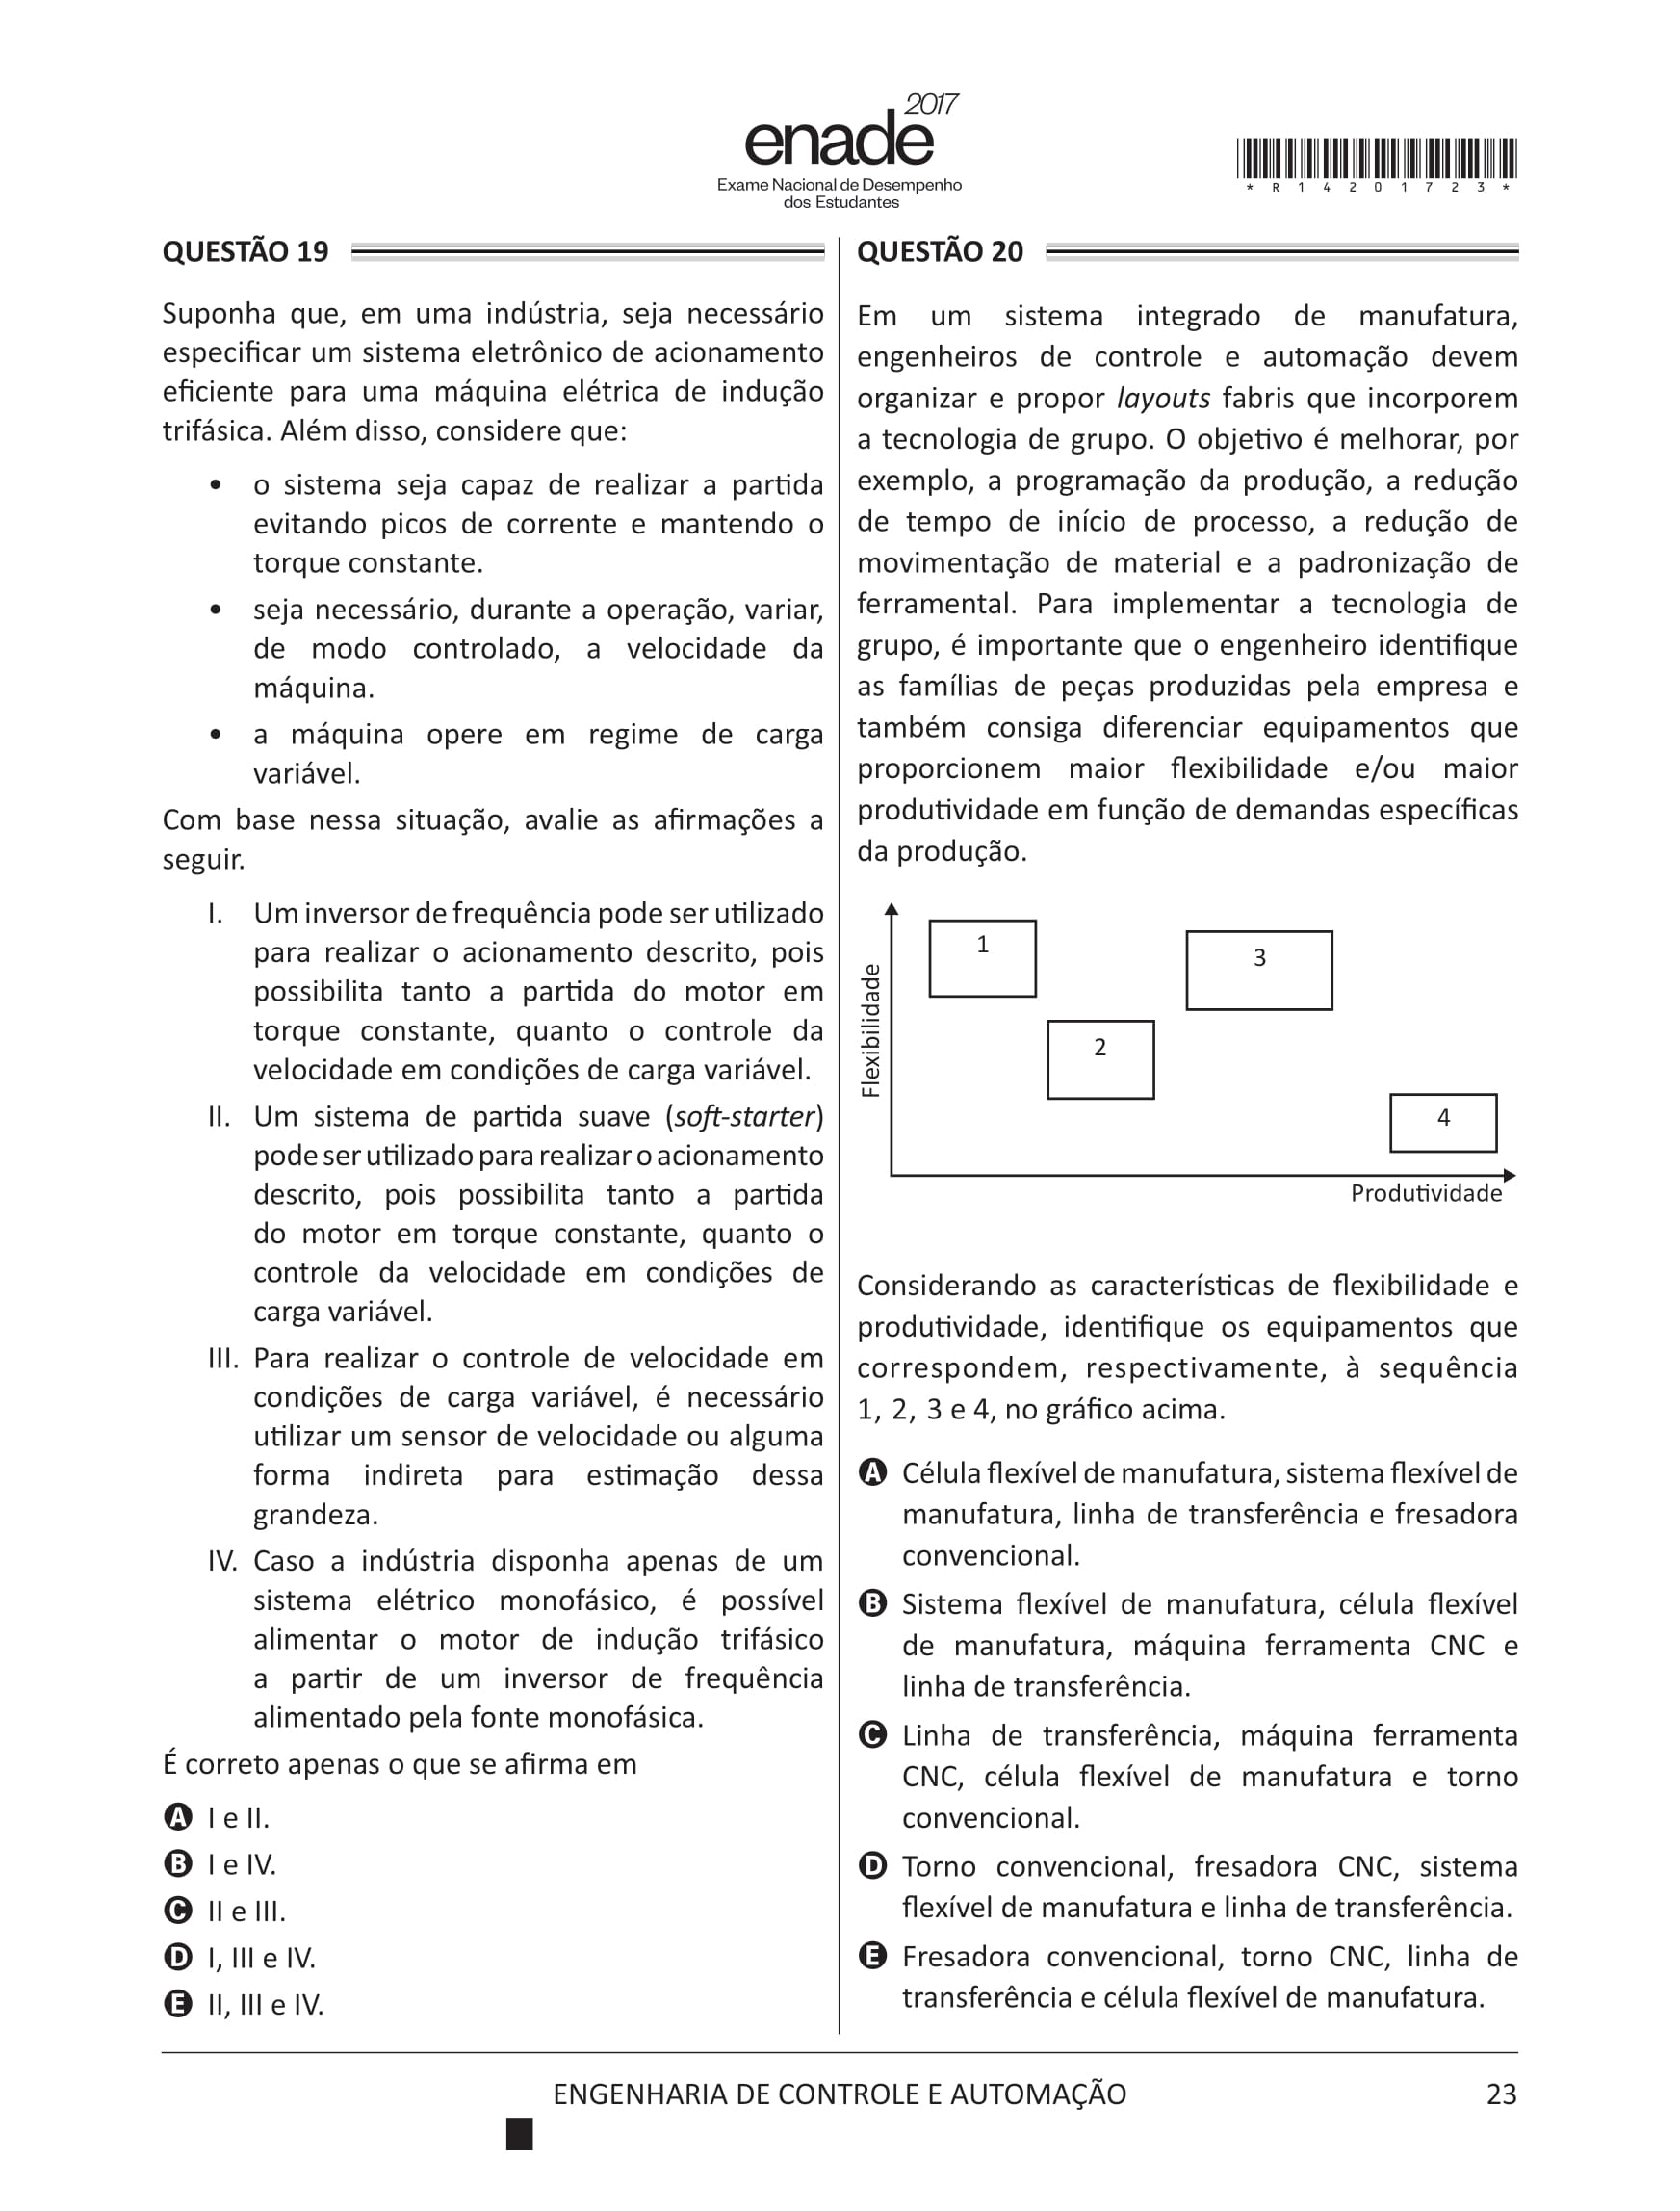 2017
enade
Exame Nacional de Desempenho
dos Estudantes
* R 1 4 2 0 1 7 2 3 *
QUESTÃO 19
Suponha que, em uma indústria, seja necessário
especificar um sistema eletrônico de acionamento
eficiente para uma máquina elétrica de indução
trifásica. Além disso, considere que:
• o sistema seja capaz de realizar a partida
evitando picos de corrente e mantendo o
torque constante.
• seja necessário, durante a operação, variar,
de modo controlado, a velocidade da
máquina.
• a máquina opere em regime de carga
variável.
Com base nessa situação, avalie as afirmações a
seguir.
I. Um inversor de frequência pode ser utilizado
para realizar o acionamento descrito, pois
possibilita tanto a partida do motor em
torque constante, quanto o controle da
velocidade em condições de carga variável.
II. Um sistema de partida suave (soft-starter)
pode ser utilizado para realizar o acionamento
descrito, pois possibilita tanto a partida
do motor em torque constante, quanto o
controle da velocidade em condições de
carga variável.
III. Para realizar o controle de velocidade em
condições de carga variável, é necessário
utilizar um sensor de velocidade ou alguma
forma indireta para estimação dessa
grandeza.
IV. Caso a indústria disponha apenas de um
sistema elétrico monofásico, é possível
alimentar o motor de indução trifásico
a partir de um inversor de frequência
alimentado pela fonte monofásica.
É correto apenas o que se afirma em
A I e II.
B I e IV.
C II e III.
D I, III e IV.
E II, III e IV.
QUESTÃO 20
Em um sistema integrado de manufatura,
engenheiros de controle e automação devem
organizar e propor layouts fabris que incorporem
a tecnologia de grupo. O objetivo é melhorar, por
exemplo, a programação da produção, a redução
de tempo de início de processo, a redução de
movimentação de material e a padronização de
ferramental. Para implementar a tecnologia de
grupo, é importante que o engenheiro identifique
as famílias de peças produzidas pela empresa e
também consiga diferenciar equipamentos que
proporcionem maior flexibilidade e/ou maior
produtividade em função de demandas específicas
da produção.
Flexibilidade
1
2
3
4
Produtividade
Considerando as características de flexibilidade e
produtividade, identifique os equipamentos que
correspondem, respectivamente, à sequência
1, 2, 3 e 4, no gráfico acima.
A Célula flexível de manufatura, sistema flexível de
manufatura, linha de transferência e fresadora
convencional.
B Sistema flexível de manufatura, célula flexível
de manufatura, máquina ferramenta CNC e
linha de transferência.
C Linha de transferência, máquina ferramenta
CNC, célula flexível de manufatura e torno
convencional.
D Torno convencional, fresadora CNC, sistema
flexível de manufatura e linha de transferência.
E Fresadora convencional, torno CNC, linha de
transferência e célula flexível de manufatura.
ENGENHARIA DE CONTROLE E AUTOMAÇÃO
23